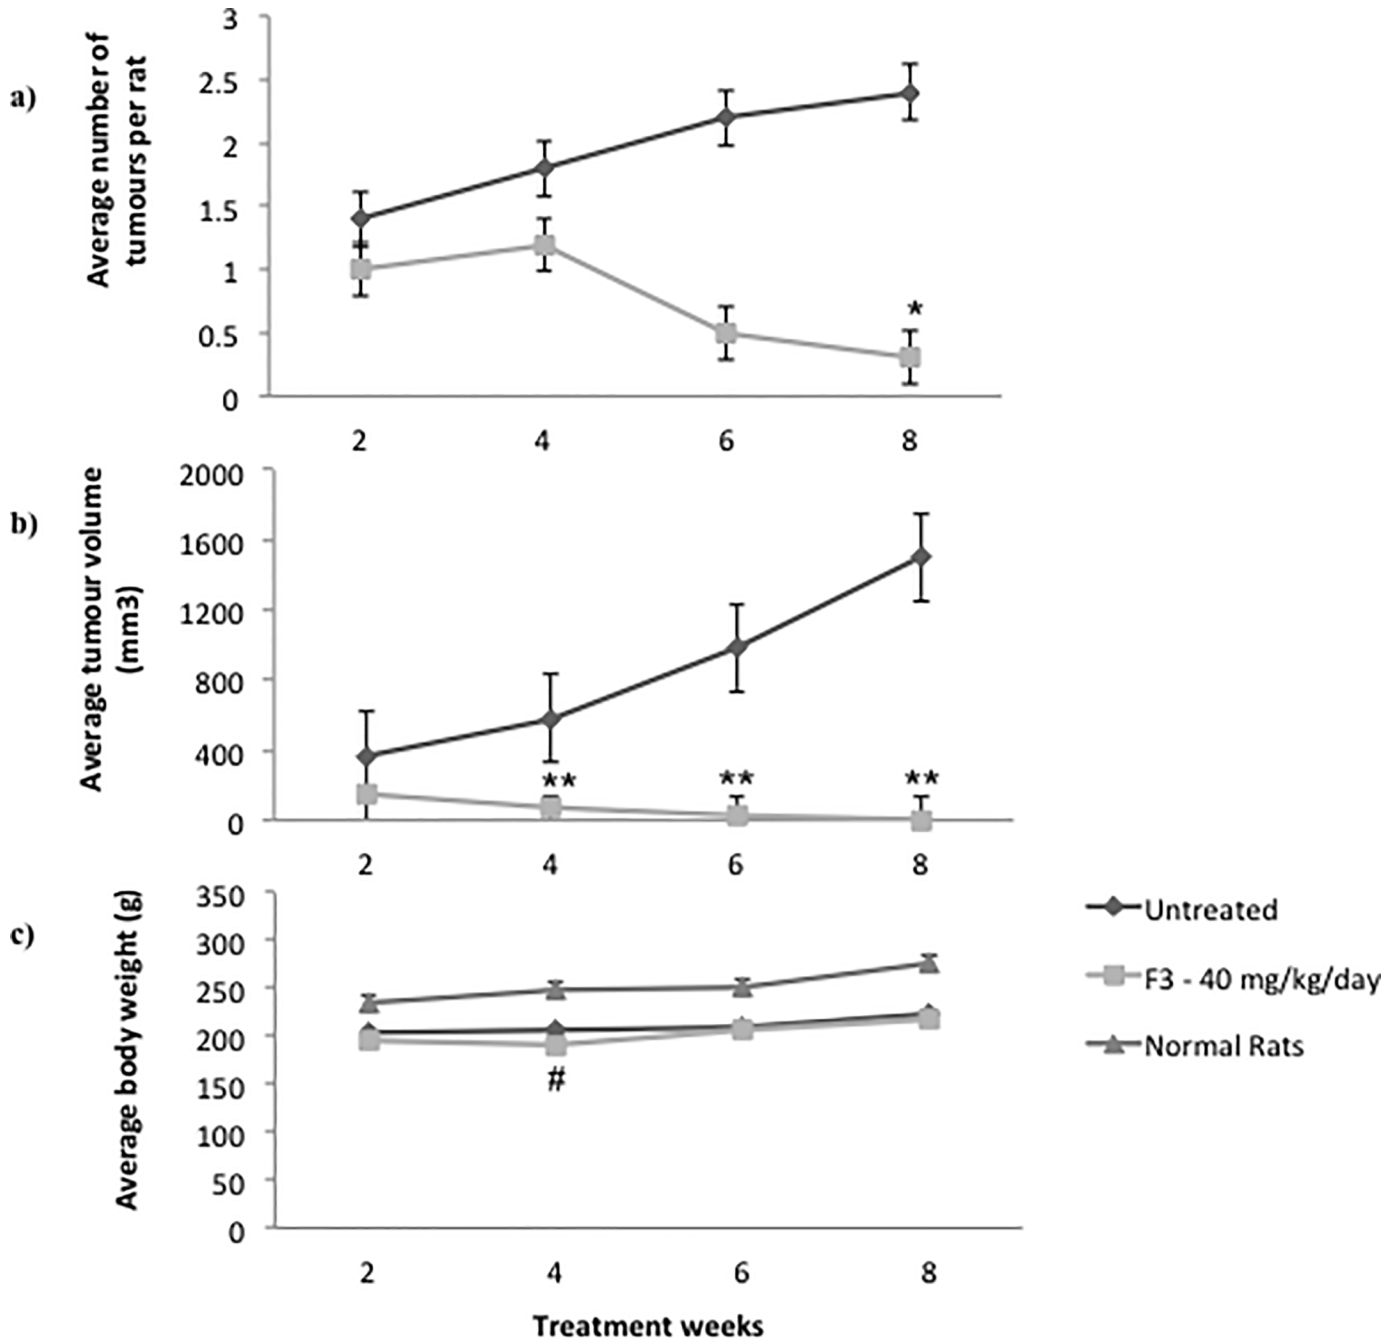 a)
Average number of
tumours per rat
3
2.5
2
1.5
1
0.5
0
*
2 4 6 8
b)
Average tumour volume
(mm3)
2000
1600
1200
800
400
0
** ** **
2 4 6 8
c)
Average body weight (g)
350
300
250
200
150
100
50
0
#
2 4 6 8
Treatment weeks
Untreated
F3 - 40 mg/kg/day
Normal Rats